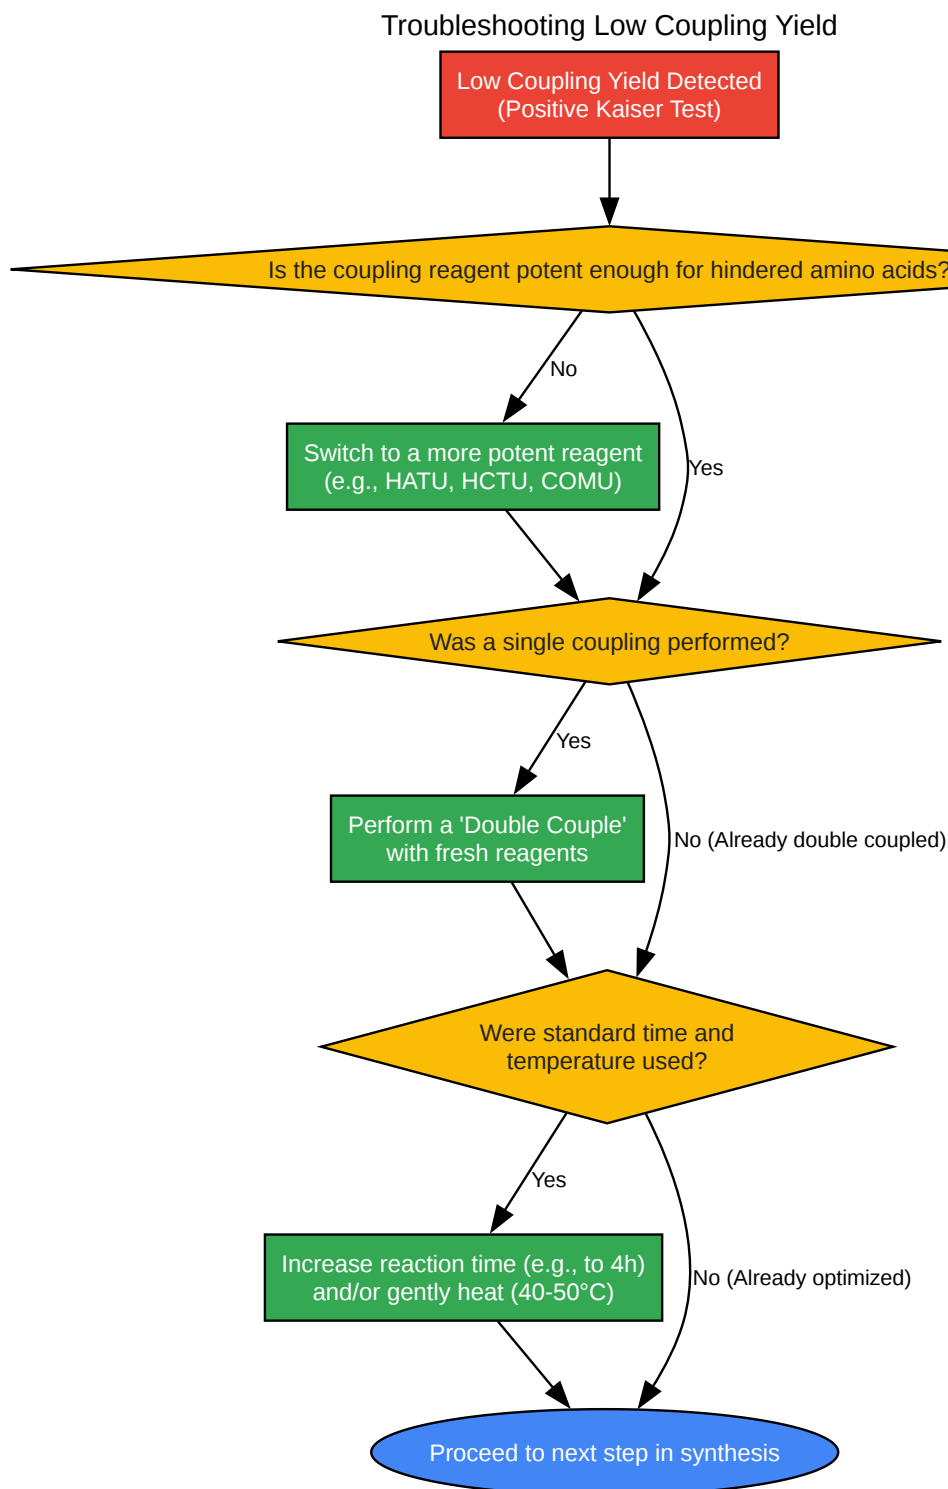 Troubleshooting Low Coupling Yield
Low Coupling Yield Detected
(Positive Kaiser Test)
Is the coupling reagent potent enough for hindered amino acids?
No
Switch to a more potent reagent
(e.g., HATU, HCTU, COMU)
Yes
Was a single coupling performed?
Yes
Perform a 'Double Couple'
with fresh reagents
No (Already double coupled)
Were standard time and
temperature used?
Yes
Increase reaction time (e.g., to 4h)
and/or gently heat (40-50°C)
No (Already optimized)
Proceed to next step in synthesis